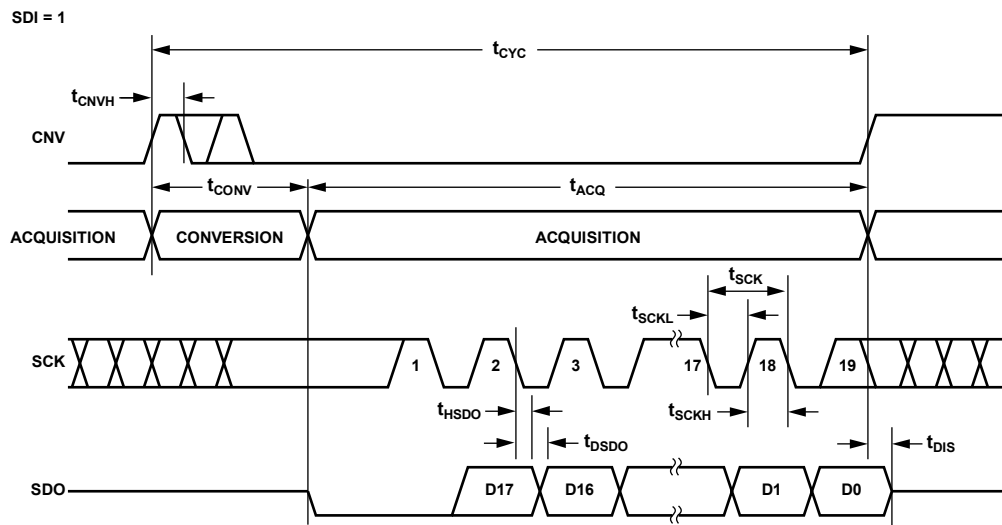 SDI = 1
tCYC
tCNVH
CNV
tCONV
tACQ
ACQUISITION
CONVERSION
ACQUISITION
tSCK
tSCKL
SCK
1
2
3
17
18
19
tHSDO
tSCKH
tDSDO
tDIS
SDO
D17
D16
D1
D0